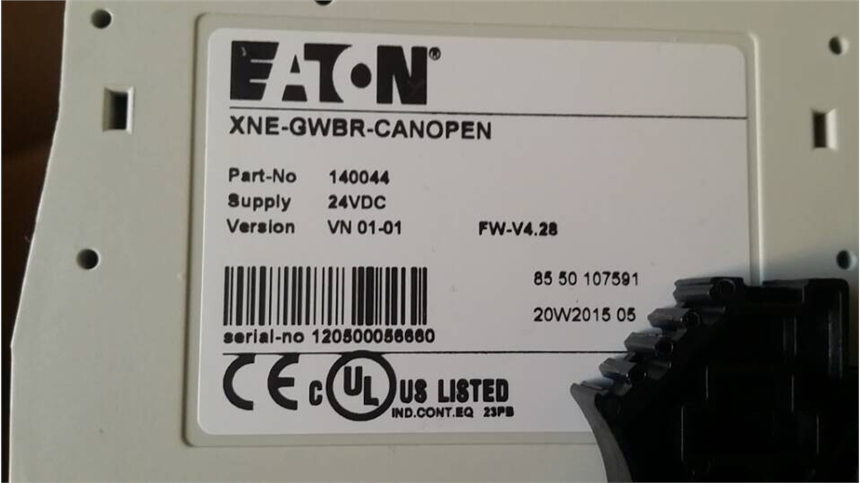 EATON®
XNE-GWBR-CANOPEN
Part-No 140044
Supply 24VDC
Version VN 01-01 FW-V4.28
85 50 107591
20W2015 05
serial-no 120500056660
CE c UL US LISTED
IND.CONT.EQ 23PB